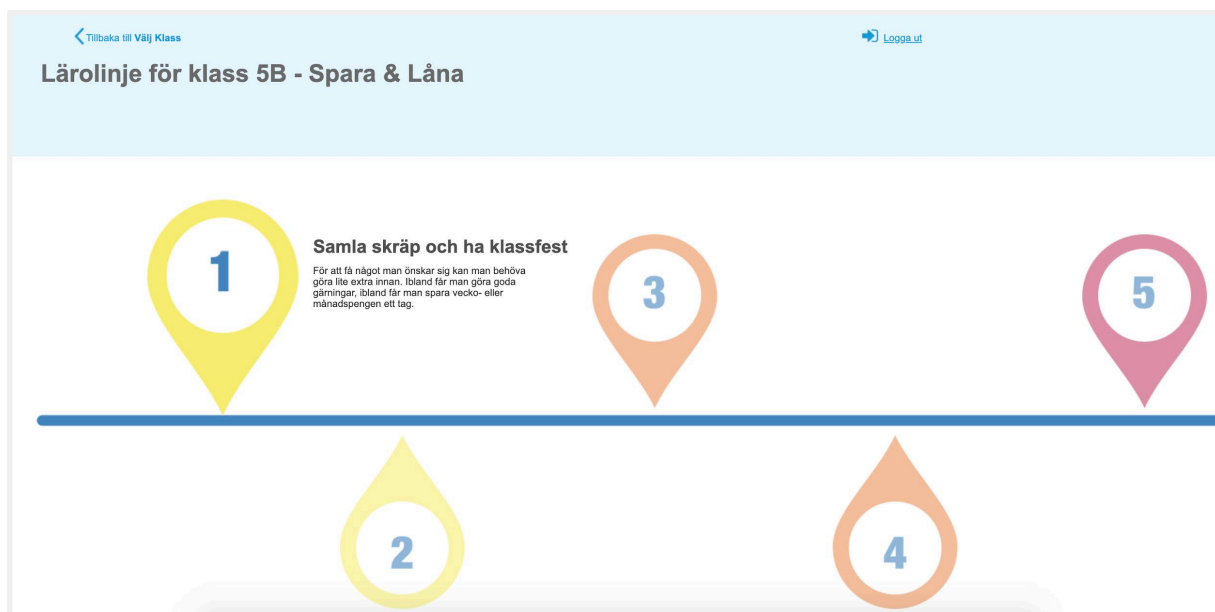 Tillbaka till Välj Klass
Logga ut
Lärolinje för klass 5B - Spara & Låna
1
Samla skräp och ha klassfest
För att få något man önskar sig kan man behöva
göra lite extra innan. Ibland får man göra goda
gärningar, ibland får man spara vecko- eller
månadspengen ett tag.
3
5
2
4